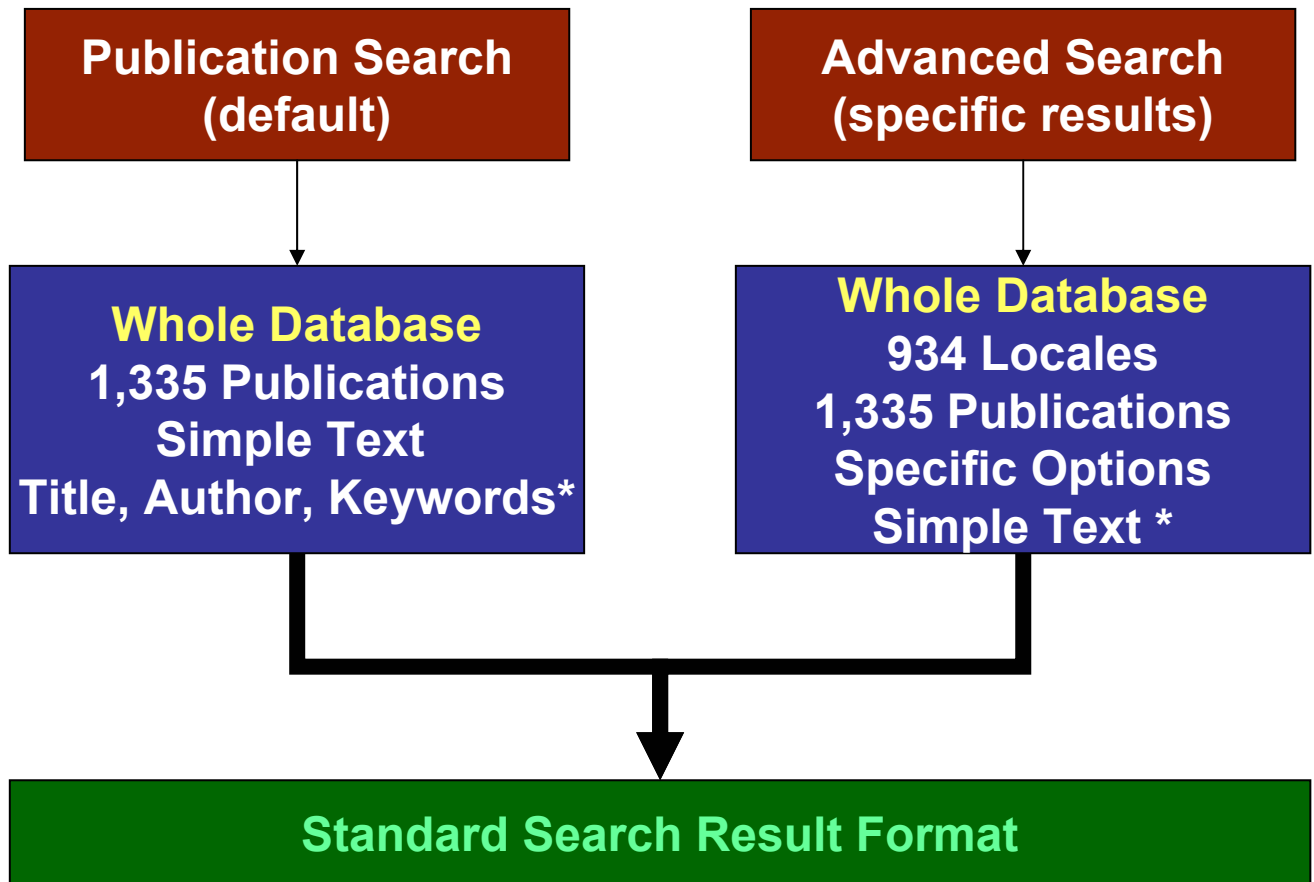 Publication Search
(default)
Advanced Search
(specific results)
Whole Database
1,335 Publications
Simple Text
Title, Author, Keywords*
Whole Database
934 Locales
1,335 Publications
Specific Options
Simple Text *
Standard Search Result Format